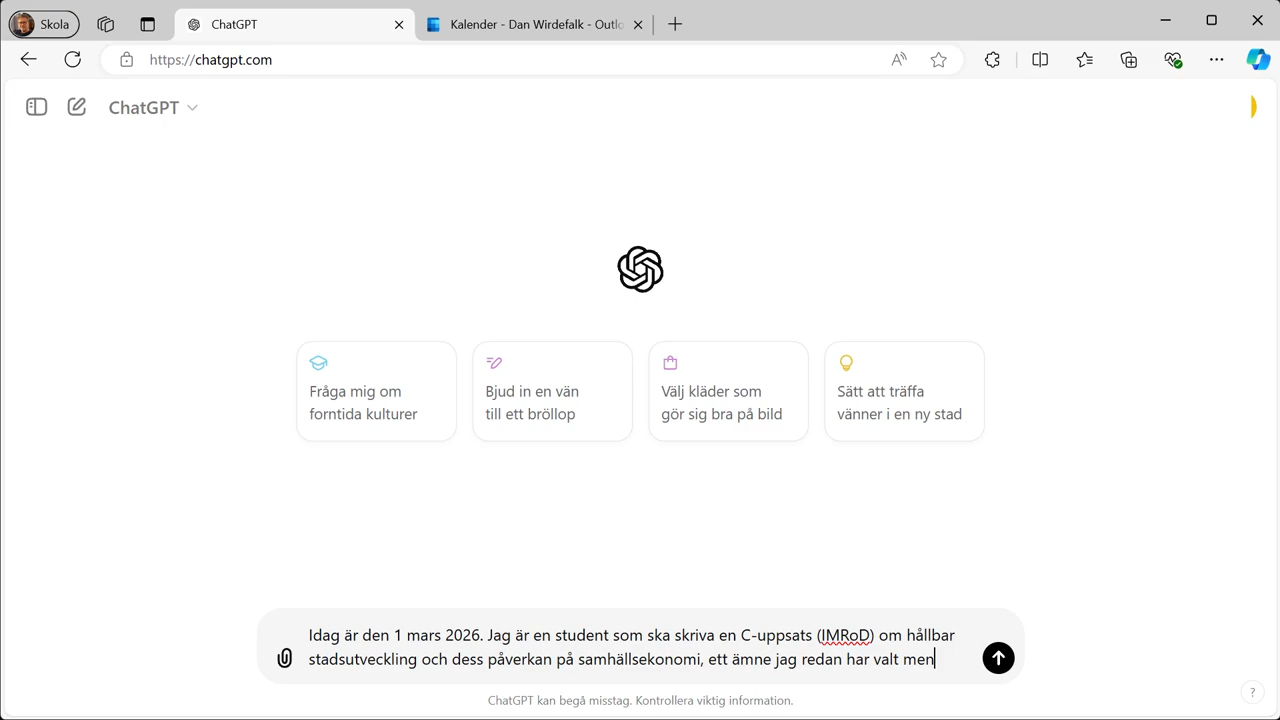 Skola
ChatGPT
Kalender - Dan Wirdefalk - Outlo
https://chatgpt.com
ChatGPT
Fråga mig om
forntida kulturer
Bjud in en vän
till ett bröllop
Välj kläder som
gör sig bra på bild
Sätt att träffa
vänner i en ny stad
Idag är den 1 mars 2026. Jag är en student som ska skriva en C-uppsats (IMRoD) om hållbar
stadsutveckling och dess påverkan på samhällsekonomi, ett ämne jag redan har valt men
ChatGPT kan begå misstag. Kontrollera viktig information.
?